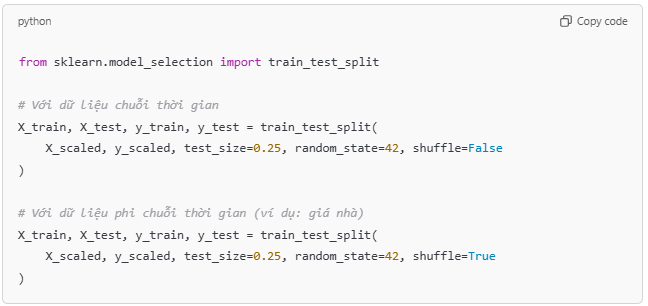 python
Copy code
from sklearn.model_selection import train_test_split
# Với dữ liệu chuỗi thời gian
X_train, X_test, y_train, y_test = train_test_split(
    X_scaled, y_scaled, test_size=0.25, random_state=42, shuffle=False
)
# Với dữ liệu phi chuỗi thời gian (ví dụ: giá nhà)
X_train, X_test, y_train, y_test = train_test_split(
    X_scaled, y_scaled, test_size=0.25, random_state=42, shuffle=True
)